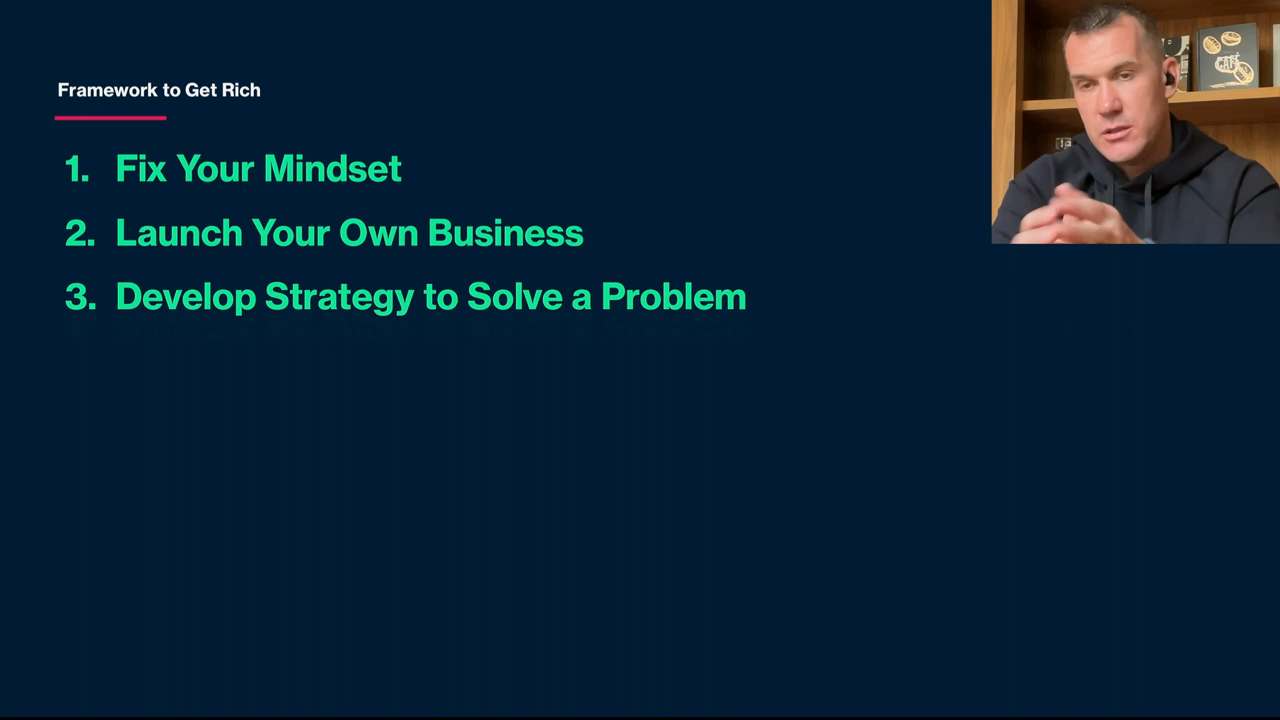 Framework to Get Rich
1. Fix Your Mindset
2. Launch Your Own Business
3. Develop Strategy to Solve a Problem
CAFÉ